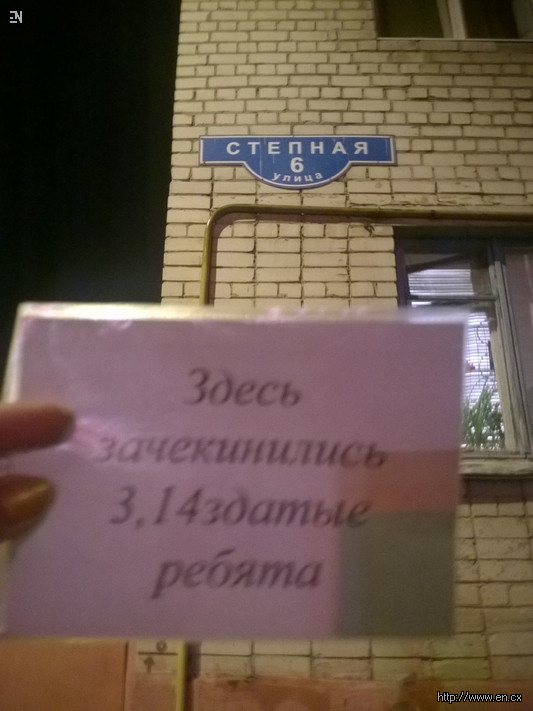 EN
СТЕПНАЯ
6
улица
Здесь
зачекинились
3,14здатые
ребята
http://www.en.cx